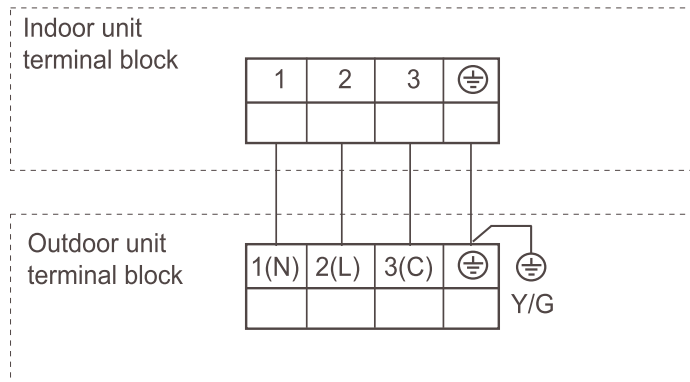 Indoor unit
terminal block
1 2 3
Outdoor unit
terminal block
1(N) 2(L) 3(C)
Y/G